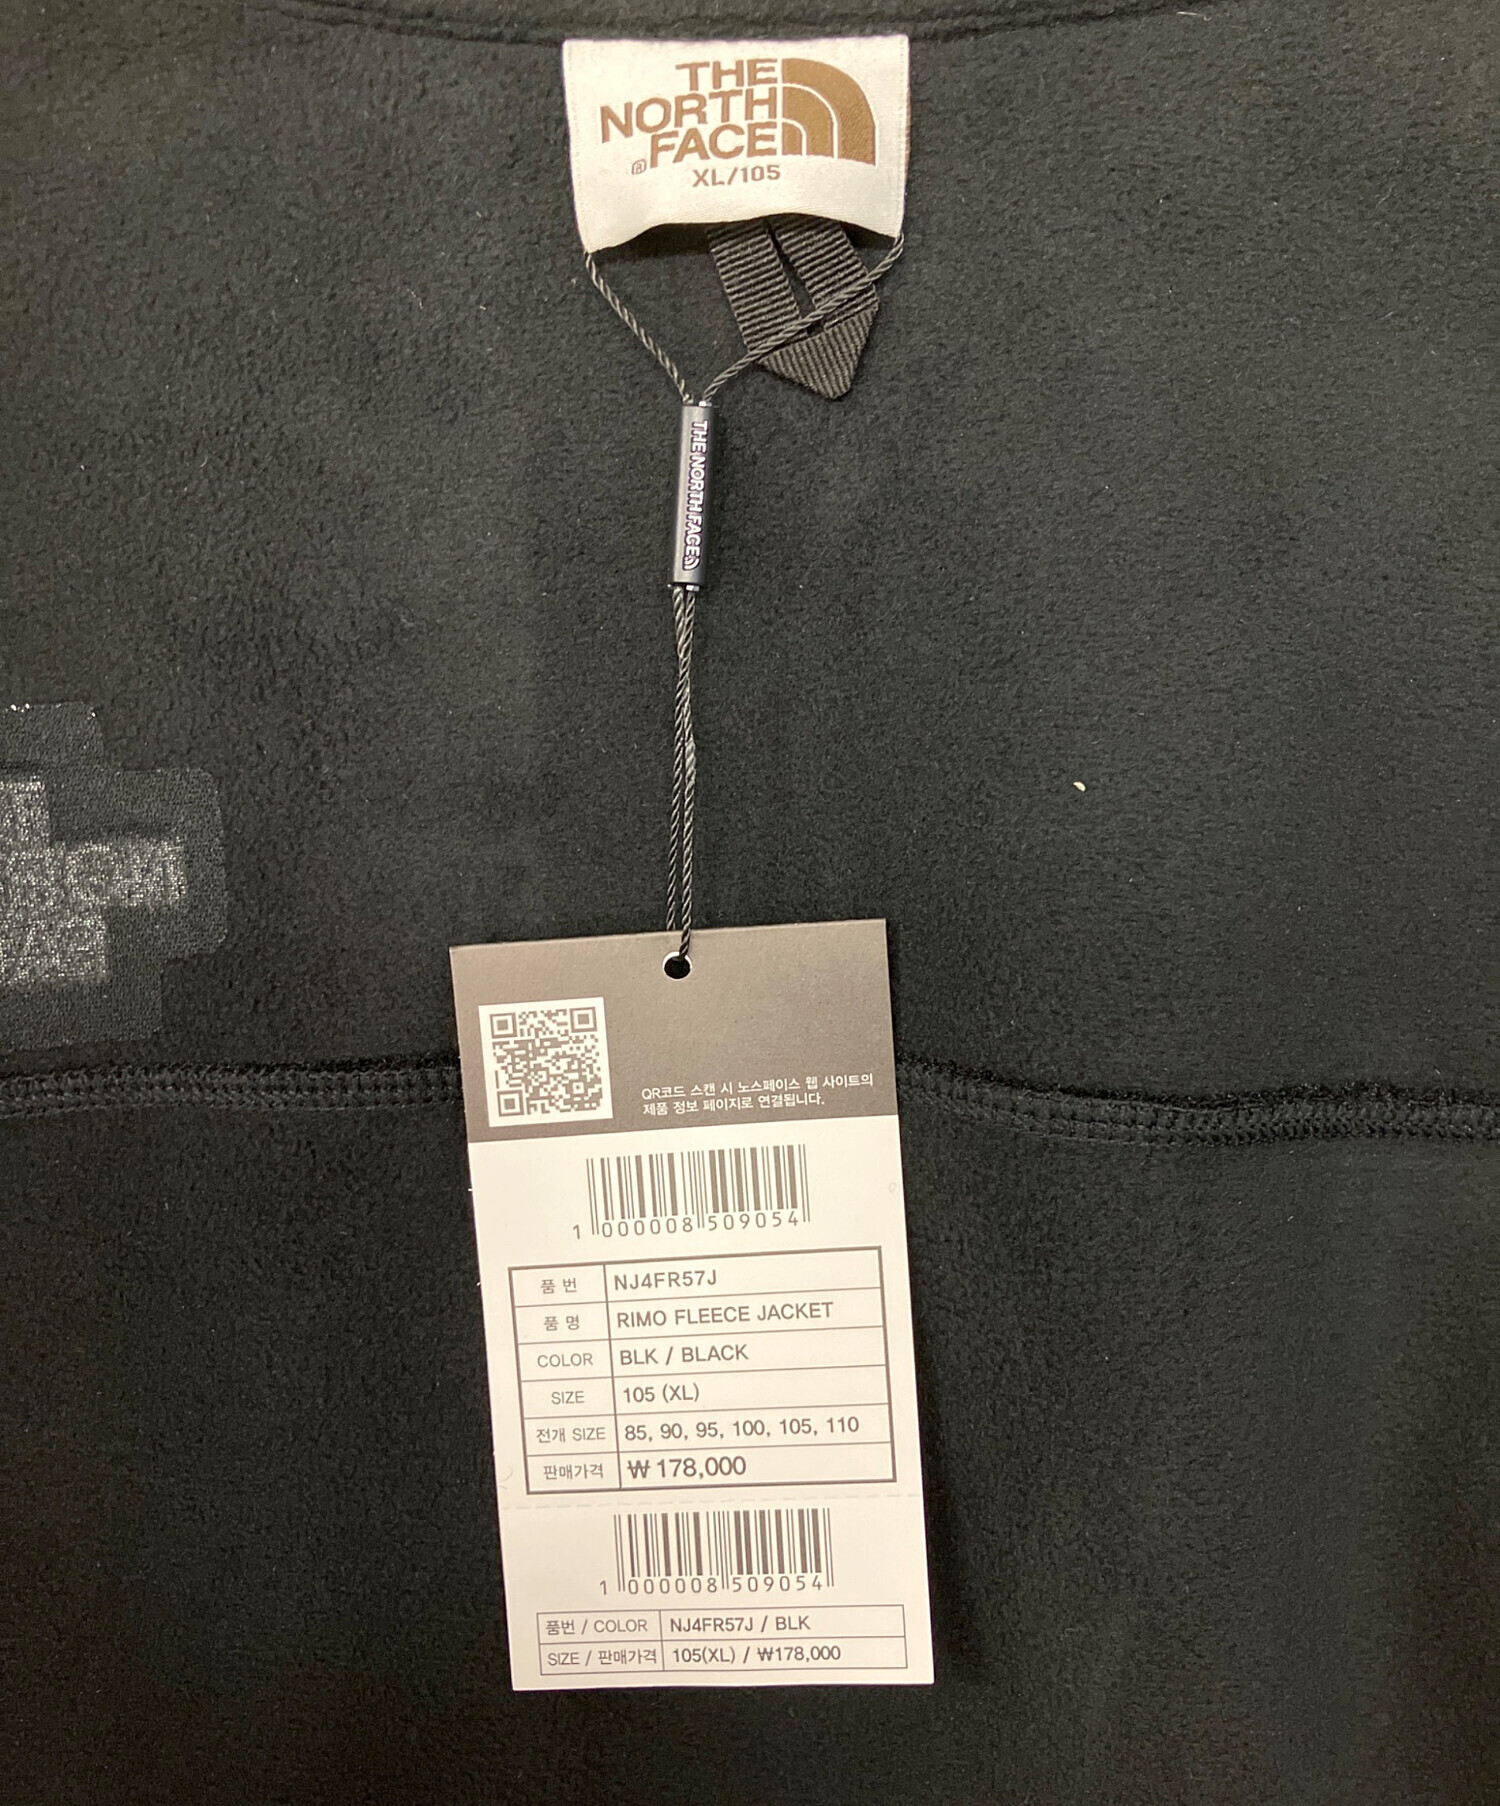 THE
NORTH
FACE
®
XL/105
THE NORTH FACE
QR코드 스캔 시 노스페이스 웹 사이트의
제품 정보 페이지로 연결됩니다.
1 000008 509054
품 번 NJ4FR57J
품 명 RIMO FLEECE JACKET
COLOR BLK / BLACK
SIZE 105 (XL)
전개 SIZE 85, 90, 95, 100, 105, 110
판매가격 ₩ 178,000
1 000008 509054
품번 / COLOR NJ4FR57J / BLK
SIZE / 판매가격 105(XL) / ₩178,000